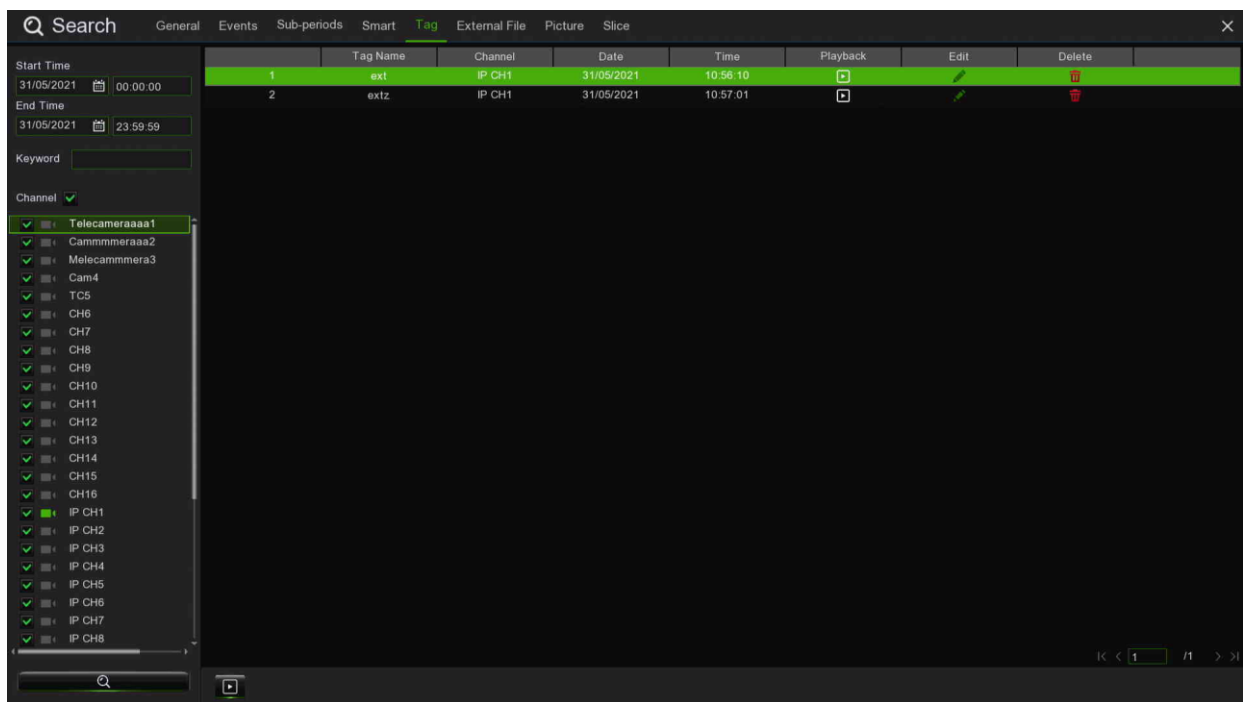 Search General Events Sub-periods Smart Tag External File Picture Slice
Start Time
31/05/2021 00:00:00
End Time
31/05/2021 23:59:59
Keyword
Channel
Telecameraaaa1
Cammmmeraaa2
Melecammmera3
Cam4
TC5
CH6
CH7
CH8
CH9
CH10
CH11
CH12
CH13
CH14
CH15
CH16
IP CH1
IP CH2
IP CH3
IP CH4
IP CH5
IP CH6
IP CH7
IP CH8
Tag Name Channel Date Time Playback Edit Delete
1 ext IP CH1 31/05/2021 10:56:10
2 extz IP CH1 31/05/2021 10:57:01
1 /1